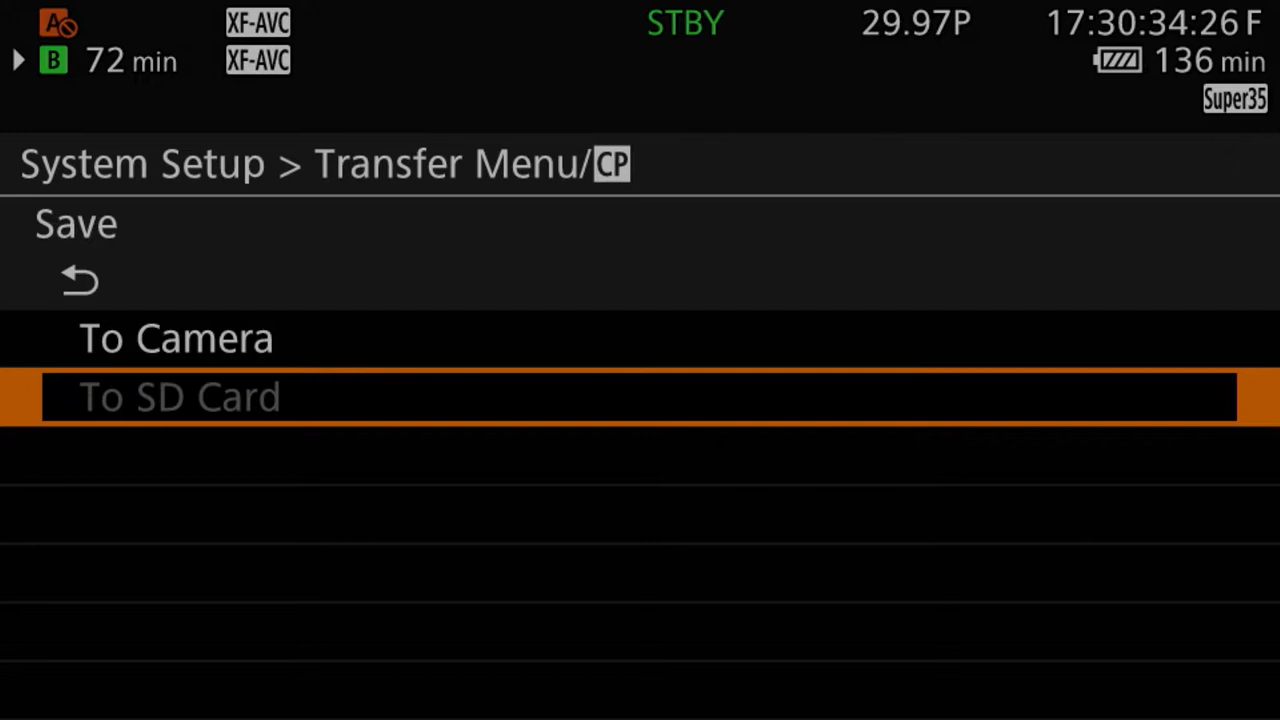 A XF-AVC STBY 29.97P 17:30:34:26 F
B 72 min XF-AVC 136 min
Super35
System Setup > Transfer Menu/CP
Save
To Camera
To SD Card